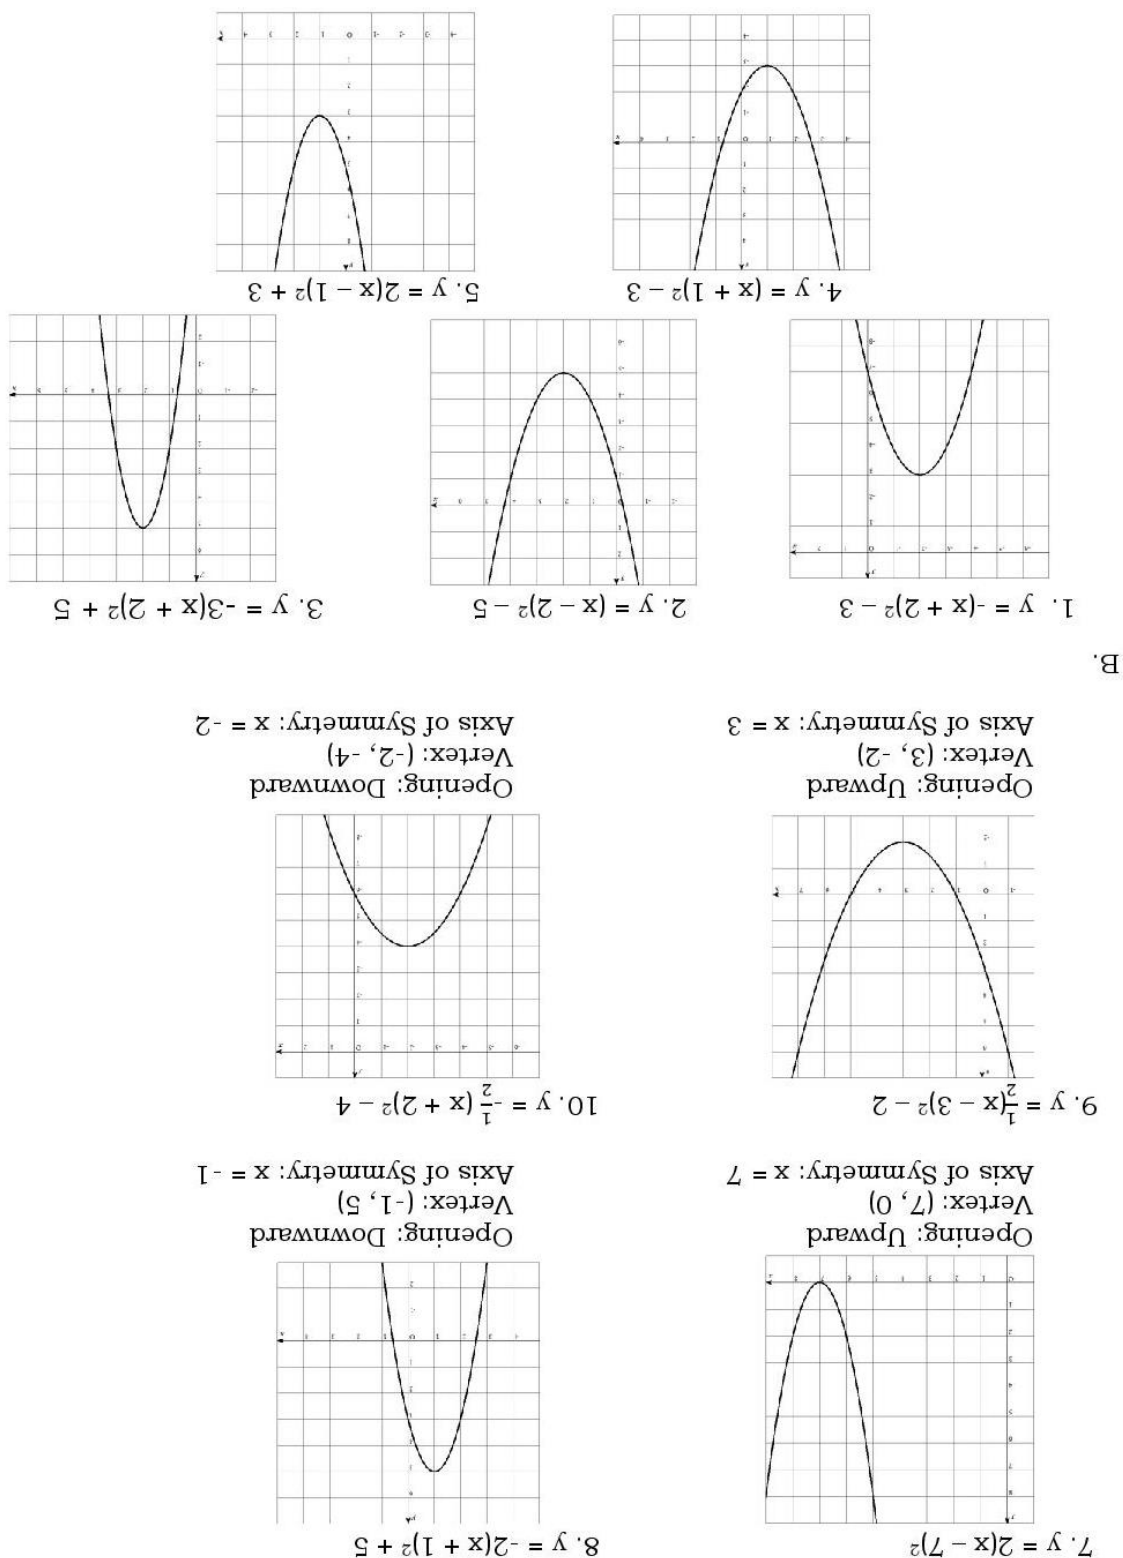 7. y = 2(x – 7)²
8. y = -2(x + 1)² + 5
Opening: Upward
Vertex: (7, 0)
Axis of Symmetry: x = 7
Opening: Downward
Vertex: (-1, 5)
Axis of Symmetry: x = -1
9. y = 1/2(x – 3)² – 2
10. y = -1/2 (x + 2)² – 4
Opening: Upward
Vertex: (3, -2)
Axis of Symmetry: x = 3
Opening: Downward
Vertex: (-2, -4)
Axis of Symmetry: x = -2
B.
1. y = -(x + 2)² – 3
2. y = (x – 2)² – 5
3. y = -3(x + 2)² + 5
4. y = (x + 1)² – 3
5. y = 2(x – 1)² + 3